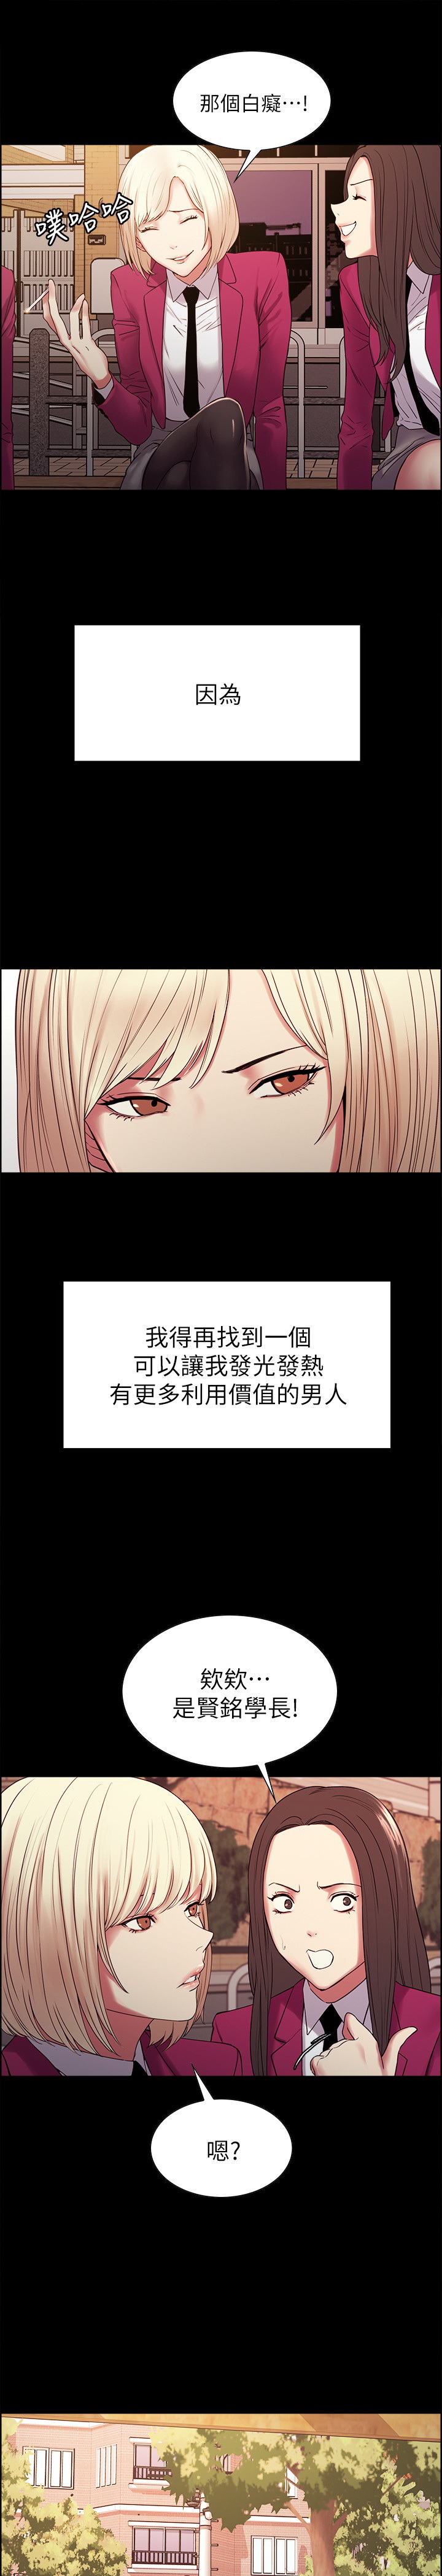 那個白癡…!
噗哈哈
因為
我得再找到一個
可以讓我發光發熱
有更多利用價值的男人
欸欸…
是賢銘學長!
嗯?